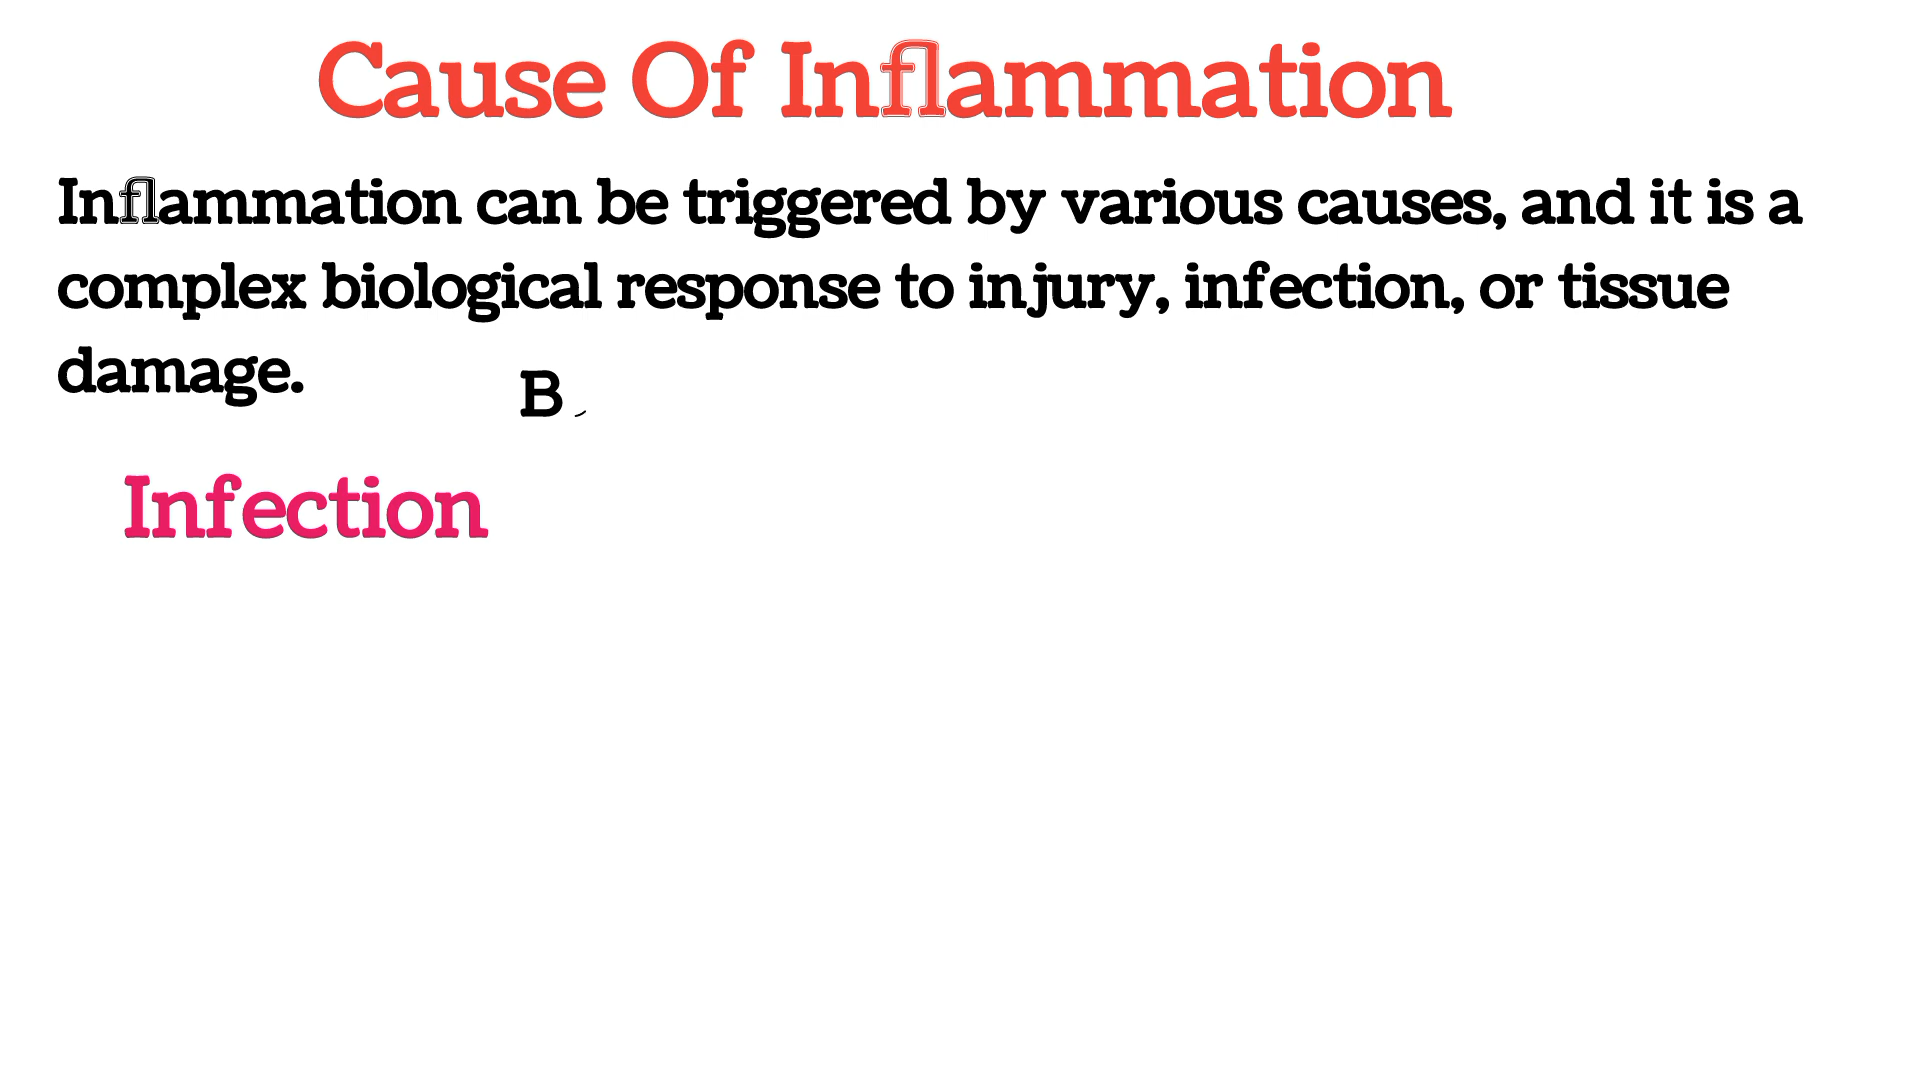 Cause Of Inflammation
Inflammation can be triggered by various causes, and it is a
complex biological response to injury, infection, or tissue
damage.
B
Infection